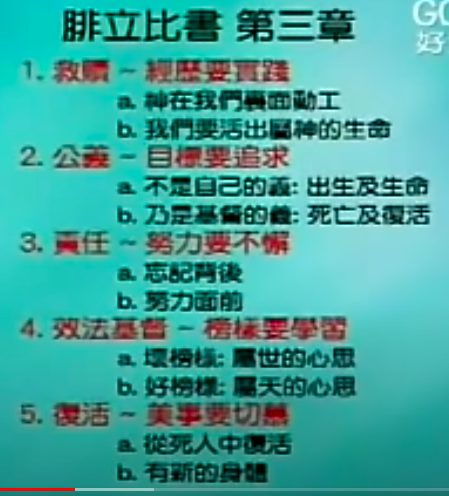 腓立比書 第三章
GO
好
1. 救贖 ~ 經歷要實踐
a. 神在我們裏面動工
b. 我們要活出屬神的生命
2. 公義 ~ 目標要追求
a. 不是自己的義: 出生及生命
b. 乃是基督的義: 死亡及復活
3. 責任 ~ 努力要不懈
a. 忘記背後
b. 努力面前
4. 效法基督 ~ 榜樣要學習
a. 壞榜樣: 屬世的心思
b. 好榜樣: 屬天的心思
5. 復活 ~ 美事要切慕
a. 從死人中復活
b. 有新的身體